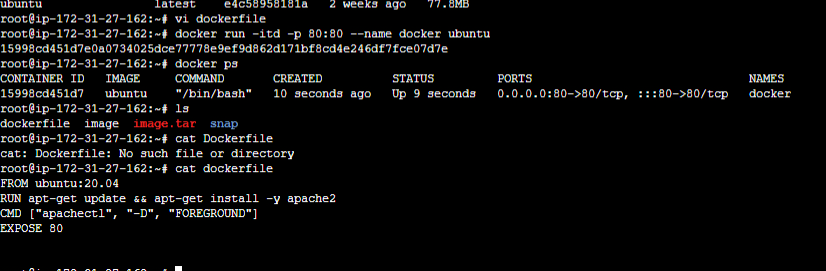 ubuntu latest e4c58958181a 2 weeks ago 77.8MB
root@ip-172-31-27-162:~# vi dockerfile
root@ip-172-31-27-162:~# docker run -itd -p 80:80 --name docker ubuntu
15998cd451d7e0a0734025dce77778e9ef9d862d171bf8cd4e246df7fce07d7e
root@ip-172-31-27-162:~# docker ps
CONTAINER ID IMAGE COMMAND CREATED STATUS PORTS NAMES
15998cd451d7 ubuntu "/bin/bash" 10 seconds ago Up 9 seconds 0.0.0.0:80->80/tcp, :::80->80/tcp docker
root@ip-172-31-27-162:~# ls
dockerfile image image.tar snap
root@ip-172-31-27-162:~# cat Dockerfile
cat: Dockerfile: No such file or directory
root@ip-172-31-27-162:~# cat dockerfile
FROM ubuntu:20.04
RUN apt-get update && apt-get install -y apache2
CMD ["apachectl", "-D", "FOREGROUND"]
EXPOSE 80
root@ip-172-31-27-162:~#